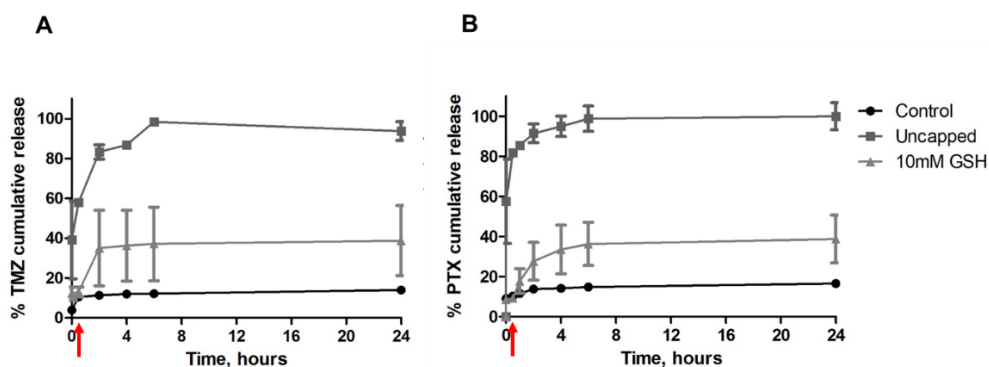 A
% TMZ cumulative release
100
80
60
40
20
0
0 4 8 12 16 20 24
Time, hours
B
% PTX cumulative release
100
80
60
40
20
0
0 4 8 12 16 20 24
Time, hours
Control
Uncapped
10mM GSH